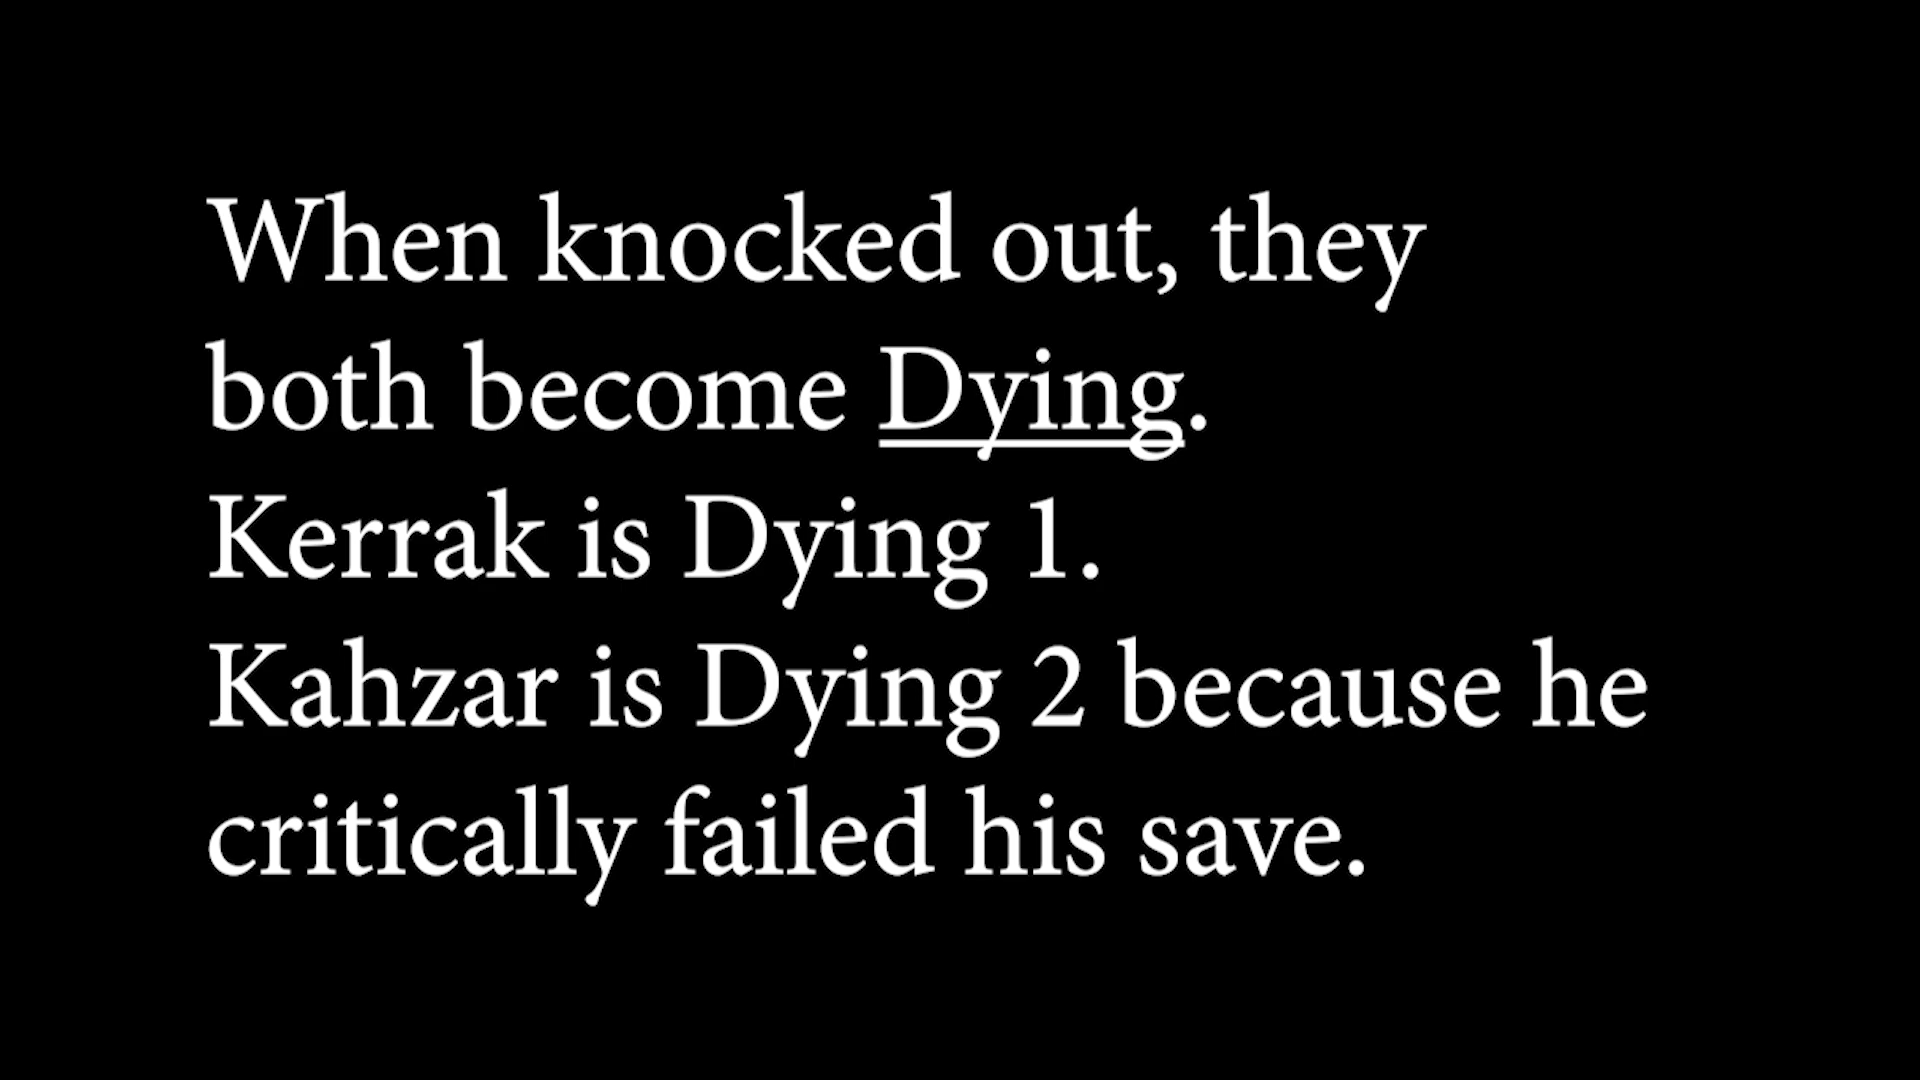 When knocked out, they
both become Dying.
Kerrak is Dying 1.
Kahzar is Dying 2 because he
critically failed his save.